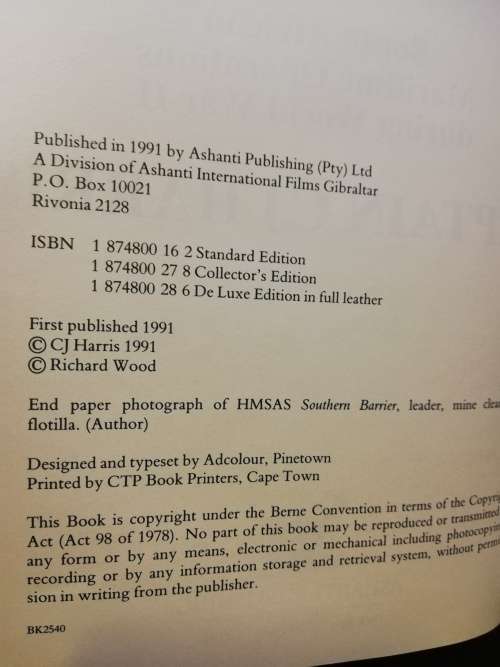 Published in 1991 by Ashanti Publishing (Pty) Ltd
A Division of Ashanti International Films Gibraltar
P.O. Box 10021
Rivonia 2128
ISBN 1 874800 16 2 Standard Edition
1 874800 27 8 Collector's Edition
1 874800 28 6 De Luxe Edition in full leather
First published 1991
© CJ Harris 1991
© Richard Wood
End paper photograph of HMSAS Southern Barrier, leader, mine clea
flotilla. (Author)
Designed and typeset by Adcolour, Pinetown
Printed by CTP Book Printers, Cape Town
This Book is copyright under the Berne Convention in terms of the Copyrig
Act (Act 98 of 1978). No part of this book may be reproduced or transmitted
any form or by any means, electronic or mechanical including photocopyin
recording or by any information storage and retrieval system, without permi
sion in writing from the publisher.
BK2540